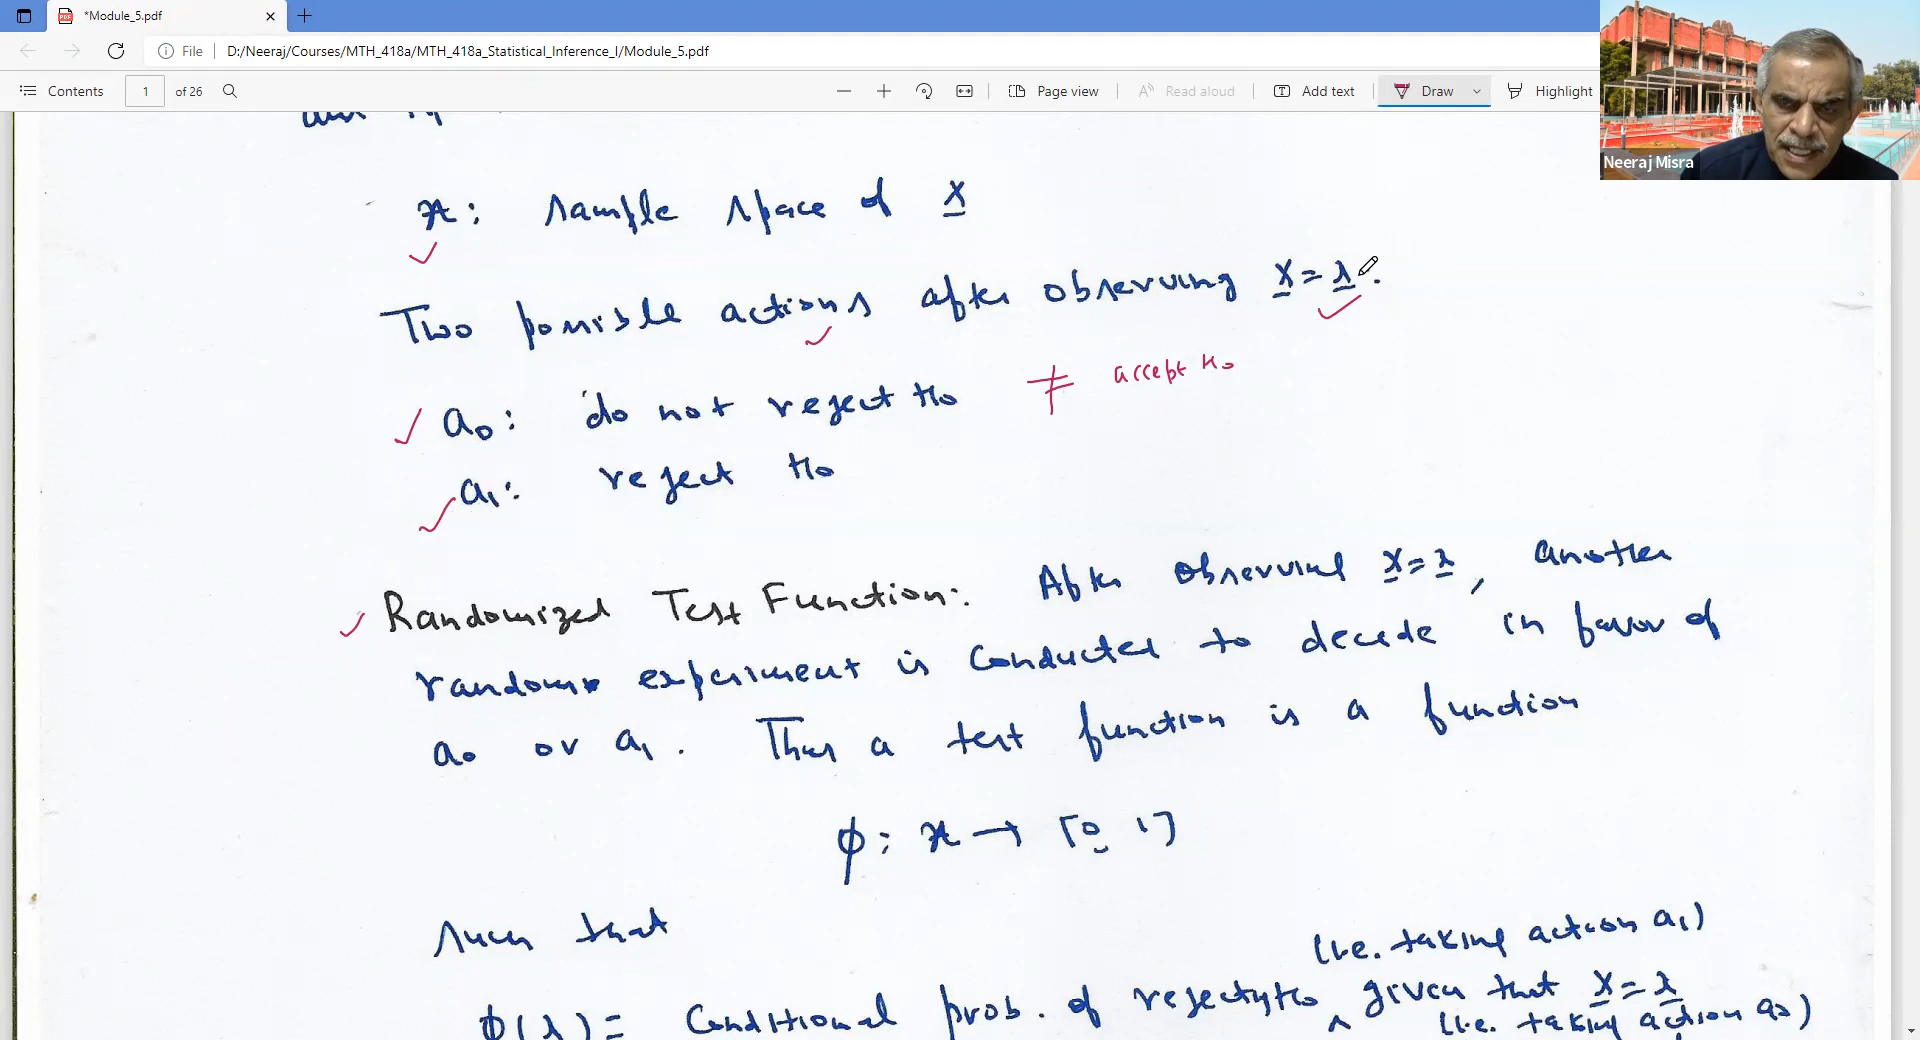 *Module_5.pdf
File D:/Neeraj/Courses/MTH_418a/MTH_418a_Statistical_Inference_I/Module_5.pdf
Contents 1 of 26 Page view Read aloud Add text Draw Highlight
Neeraj Misra
𝒳: sample space of X
Two possible actions after observing X = x:
a0: do not reject H0 ≠ accept H0
a1: reject H0
Randomized Test Function:. After observing X = x, another
random experiment is conducted to decide in favor of
a0 or a1. Thus a test function is a function
ϕ: 𝒳 → [0, 1]
such that
(i.e. taking action a1)
ϕ(x) = Conditional prob. of rejecting H0 ^ given that X = x
(i.e. taking action a0)